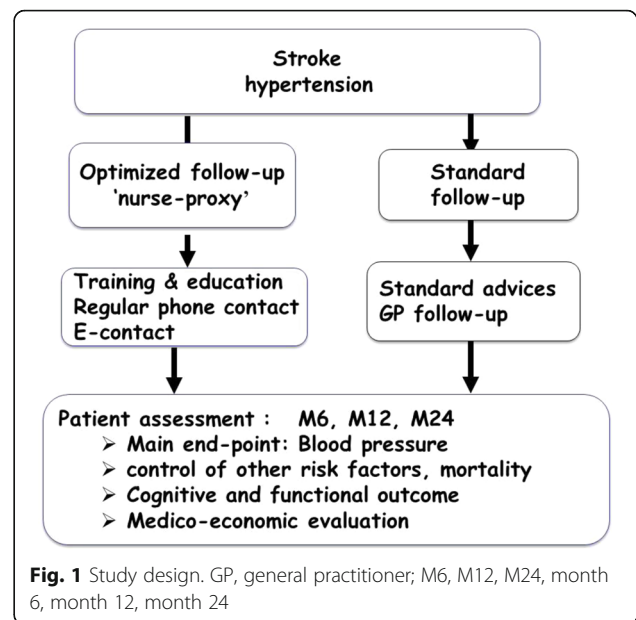 Stroke
hypertension
Optimized follow-up
'nurse-proxy'
Standard
follow-up
Training & education
Regular phone contact
E-contact
Standard advices
GP follow-up
Patient assessment : M6, M12, M24
➢ Main end-point: Blood pressure
➢ control of other risk factors, mortality
➢ Cognitive and functional outcome
➢ Medico-economic evaluation
Fig. 1 Study design. GP, general practitioner; M6, M12, M24, month
6, month 12, month 24